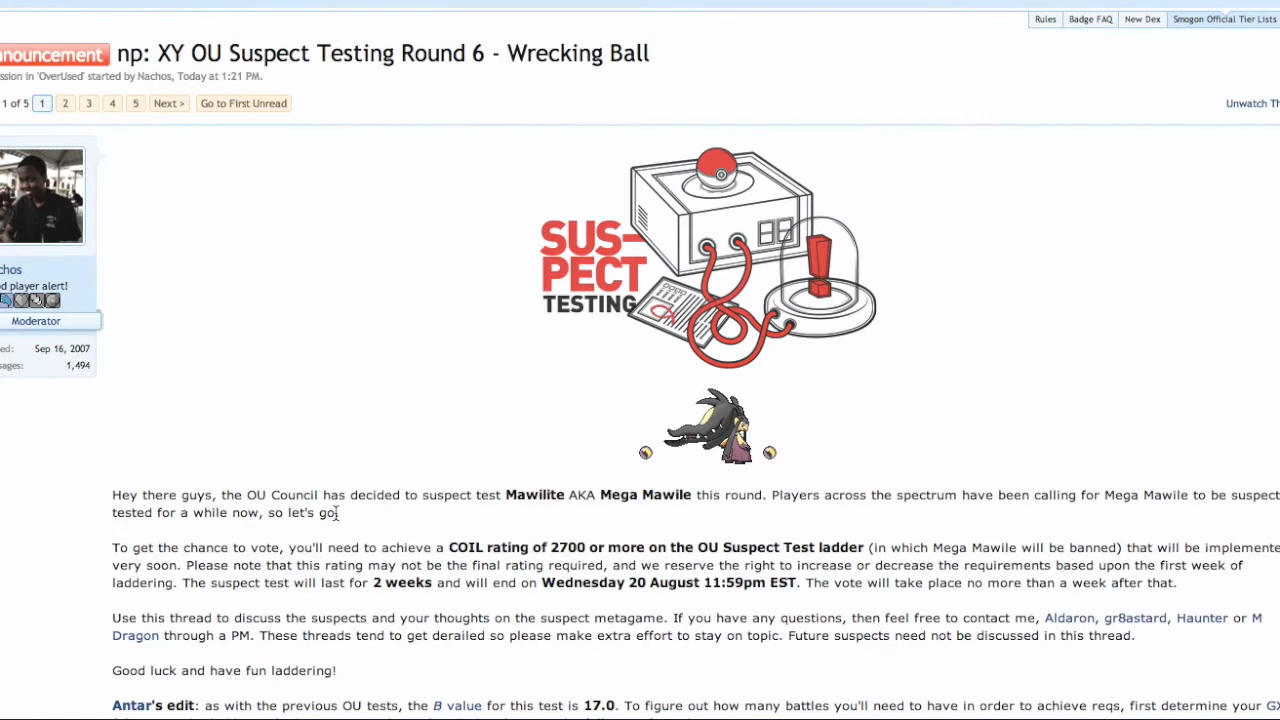 Rules Badge FAQ New Dex Smogon Official Tier Lists
nnouncement np: XY OU Suspect Testing Round 6 - Wrecking Ball
ssion in 'OverUsed' started by Nachos, Today at 1:21 PM.
1 of 5 1 2 3 4 5 Next > Go to First Unread
Unwatch Th
SUS-
PECT
TESTING
chos
d player alert!
Moderator
ed: Sep 16, 2007
sages: 1,494
Hey there guys, the OU Council has decided to suspect test Mawilite AKA Mega Mawile this round. Players across the spectrum have been calling for Mega Mawile to be suspect
tested for a while now, so let's go!
To get the chance to vote, you'll need to achieve a COIL rating of 2700 or more on the OU Suspect Test ladder (in which Mega Mawile will be banned) that will be implemente
very soon. Please note that this rating may not be the final rating required, and we reserve the right to increase or decrease the requirements based upon the first week of
laddering. The suspect test will last for 2 weeks and will end on Wednesday 20 August 11:59pm EST. The vote will take place no more than a week after that.
Use this thread to discuss the suspects and your thoughts on the suspect metagame. If you have any questions, then feel free to contact me, Aldaron, gr8astard, Haunter or M
Dragon through a PM. These threads tend to get derailed so please make extra effort to stay on topic. Future suspects need not be discussed in this thread.
Good luck and have fun laddering!
Antar's edit: as with the previous OU tests, the B value for this test is 17.0. To figure out how many battles you'll need to have in order to achieve reqs, first determine your GX